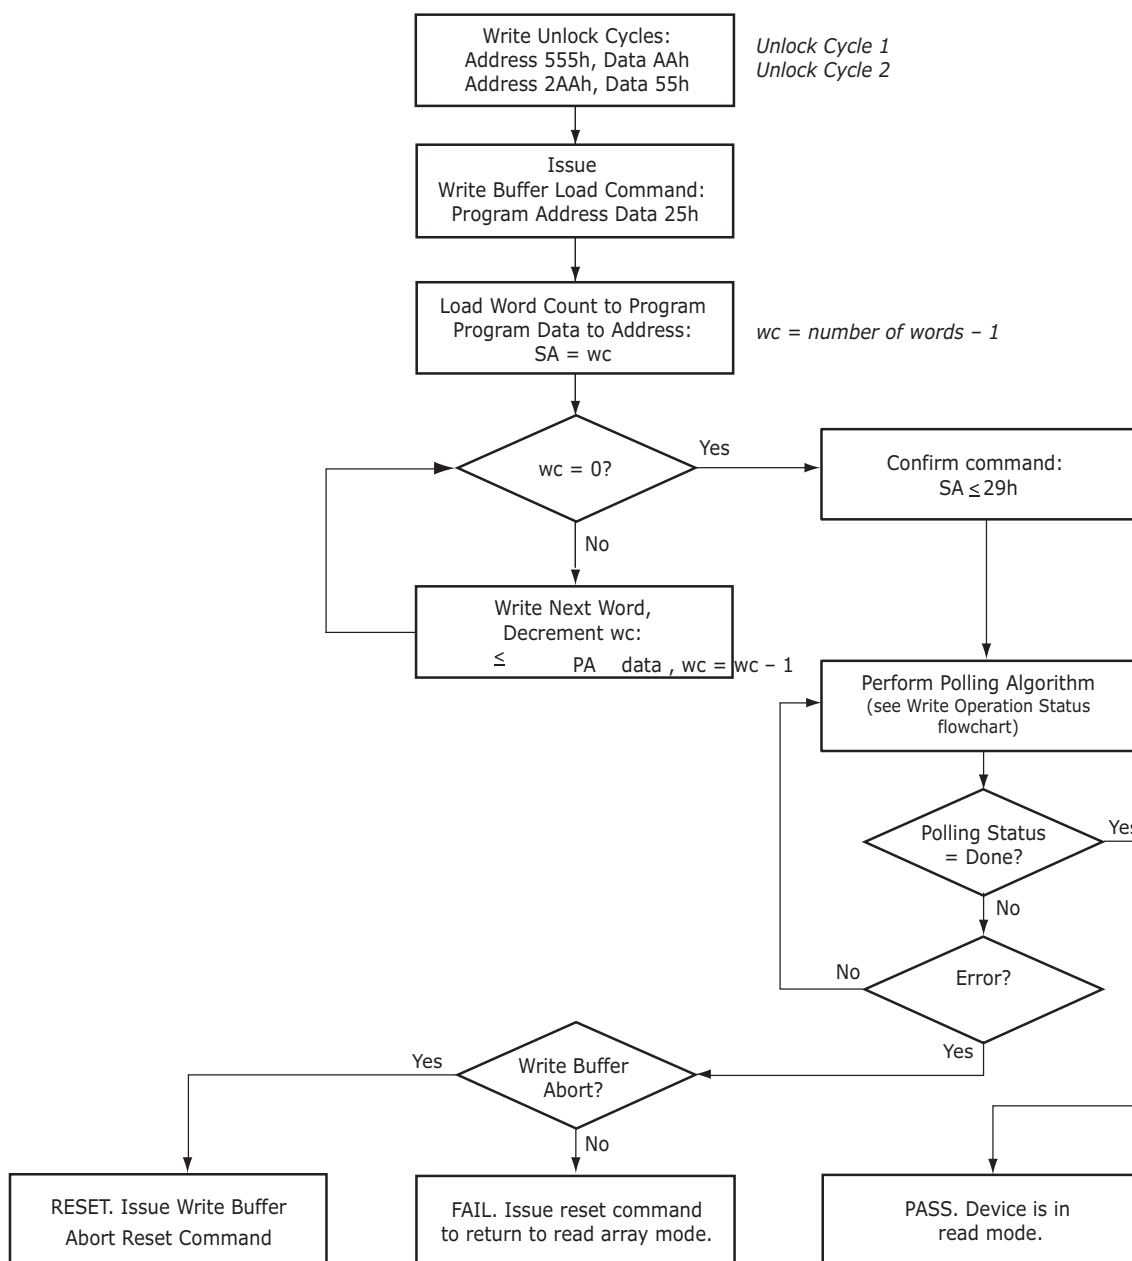 Write Unlock Cycles:
Address 555h, Data AAh
Address 2AAh, Data 55h
Unlock Cycle 1
Unlock Cycle 2
Issue
Write Buffer Load Command:
Program Address Data 25h
Load Word Count to Program
Program Data to Address:
SA = wc
wc = number of words – 1
wc = 0?
Yes
Confirm command:
SA ≤ 29h
No
Write Next Word,
Decrement wc:
≤ PA data , wc = wc – 1
Perform Polling Algorithm
(see Write Operation Status
flowchart)
Polling Status
= Done?
Yes
No
Error?
No
Yes
Write Buffer
Abort?
Yes
No
RESET. Issue Write Buffer
Abort Reset Command
FAIL. Issue reset command
to return to read array mode.
PASS. Device is in
read mode.